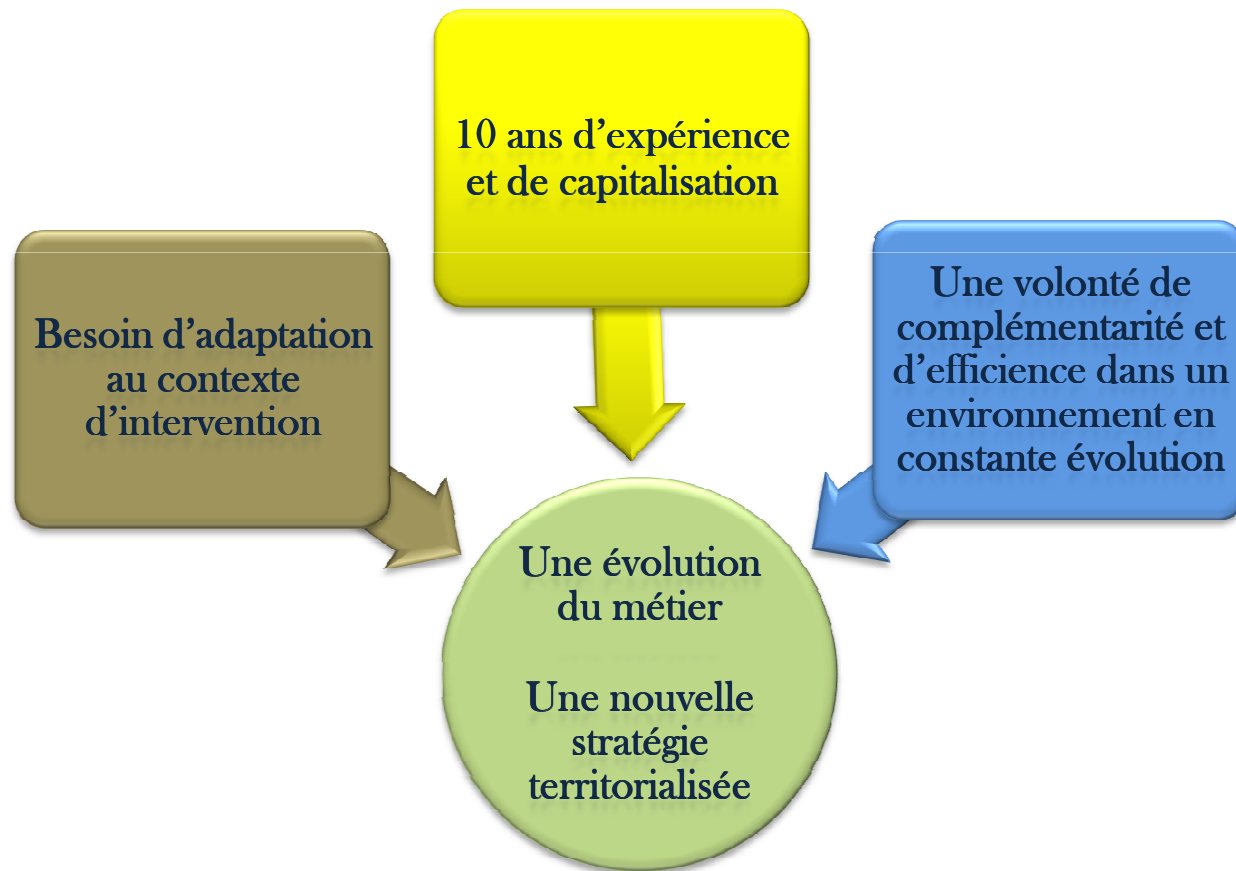 10 ans d’expérience
et de capitalisation
Besoin d’adaptation
au contexte
d’intervention
Une volonté de
complémentarité et
d’efficience dans un
environnement en
constante évolution
Une évolution
du métier
Une nouvelle
stratégie
territorialisée